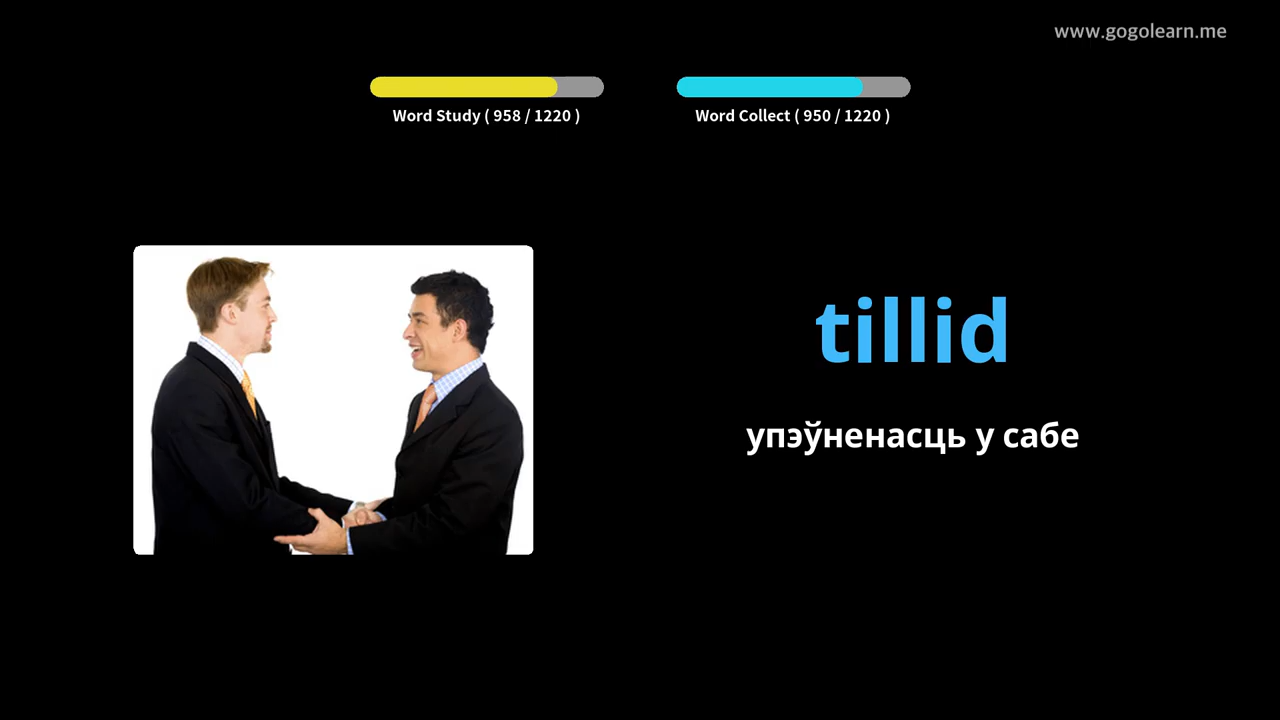 www.gogolearn.me
Word Study ( 958 / 1220 )
Word Collect ( 950 / 1220 )
tillid
упэўненасць у сабе